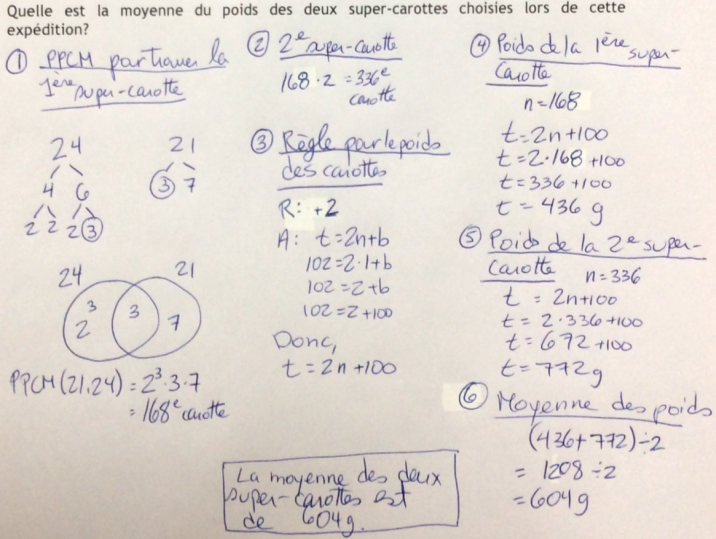 Quelle est la moyenne du poids des deux super-carottes choisies lors de cette
expédition?
① PPCM pour trouver la
1ère super-carotte
24
4 6
2 2 2 3
21
3 7
24 21
2³ 3 7
PPCM(21,24) = 2³·3·7
= 168e carotte
② 2e super-carotte
168·2 = 336e
carotte
③ Règle pour le poids
des carottes
R: +2
A: t=2n+b
102=2·1+b
102=2+b
102=2+100
Donc,
t=2n+100
④ Poids de la 1ère super-
carotte
n=168
t=2n+100
t=2·168+100
t=336+100
t=436 g
⑤ Poids de la 2e super-
carotte n=336
t=2n+100
t=2·336+100
t=672+100
t=772g
⑥ Moyenne des poids
(436+772)÷2
= 1208÷2
=604g
La moyenne des deux
super-carottes est
de 604g.